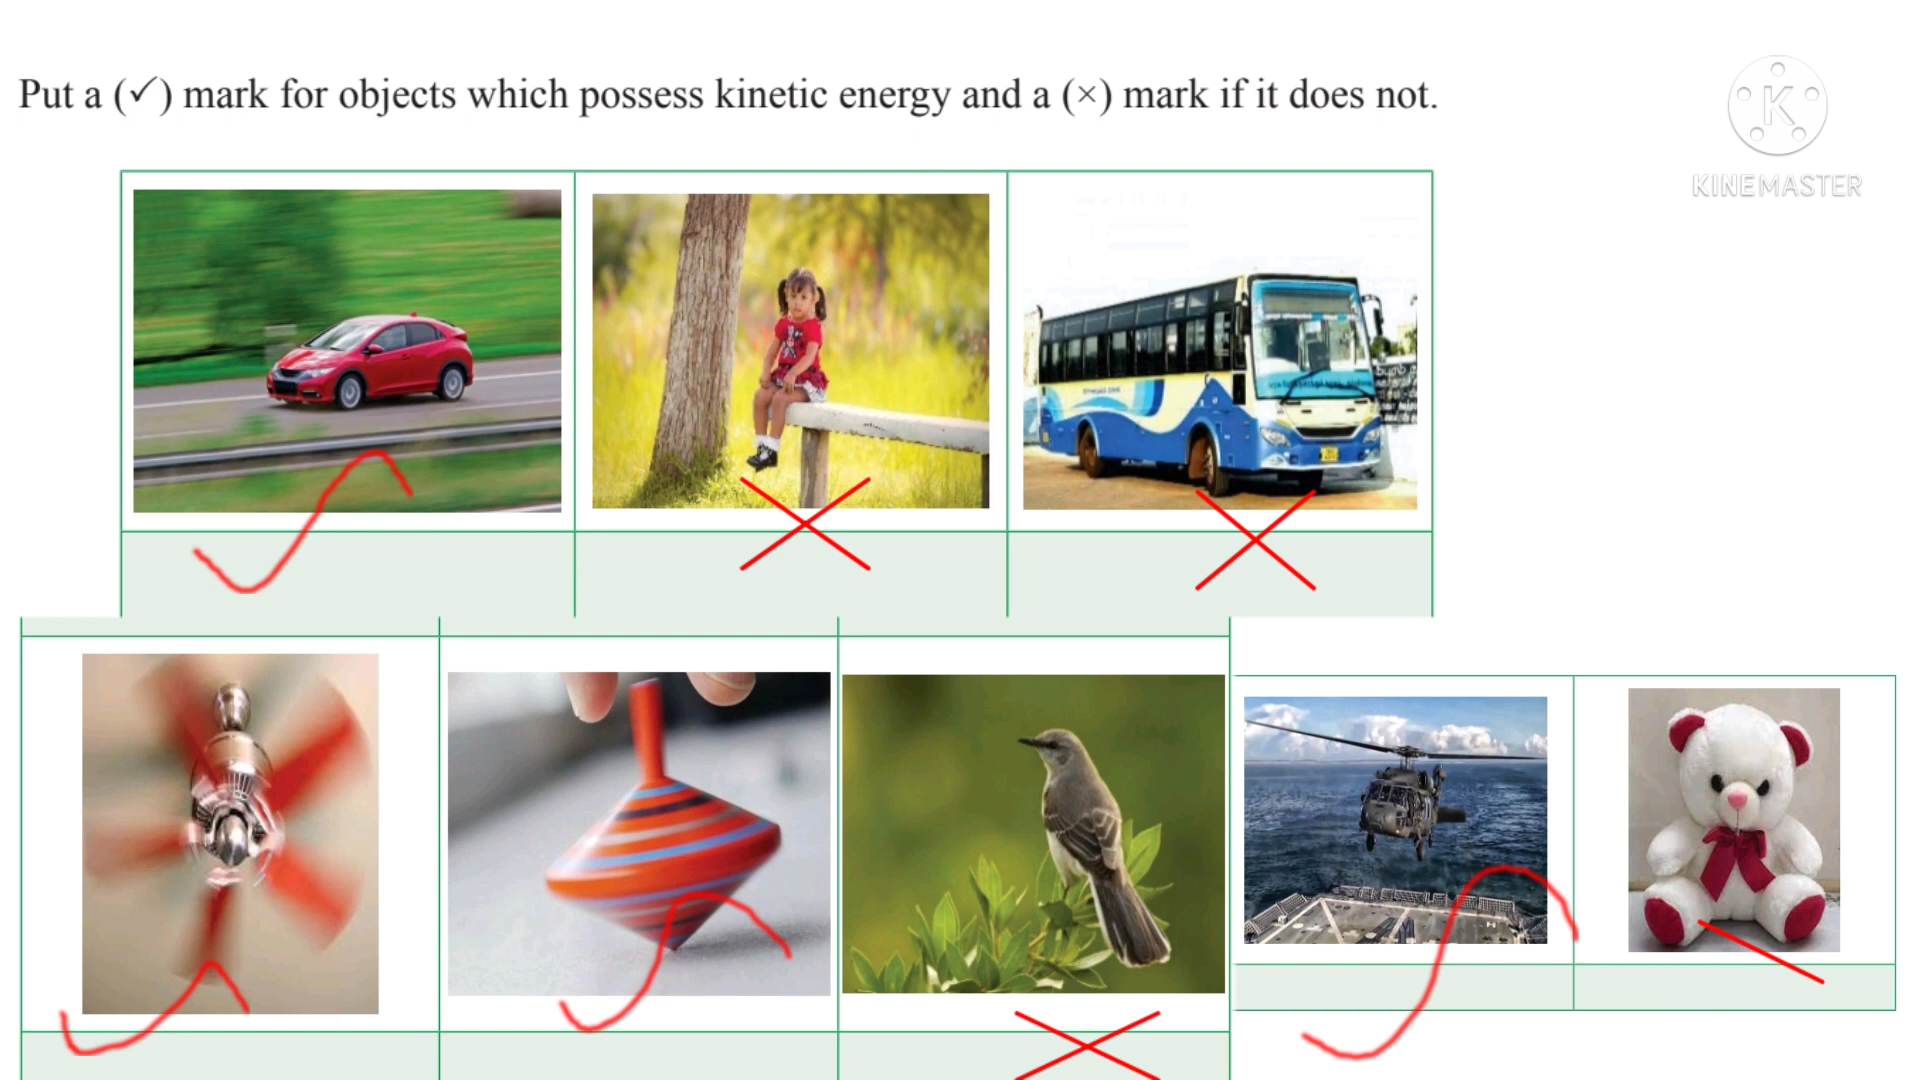 Put a (✓) mark for objects which possess kinetic energy and a (×) mark if it does not.
K
KINEMASTER